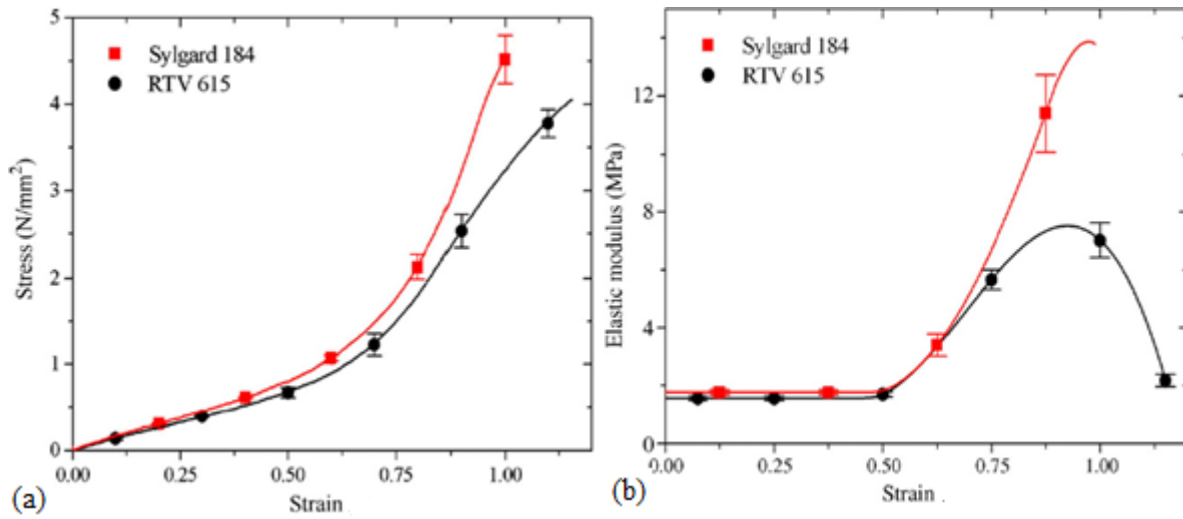 5
4
3
2
1
0
Stress (N/mm²)
Sylgard 184
RTV 615
0.00 0.25 0.50 0.75 1.00
Strain
(a)
12
8
4
0
Elastic modulus (MPa)
Sylgard 184
RTV 615
0.00 0.25 0.50 0.75 1.00
Strain .
(b)